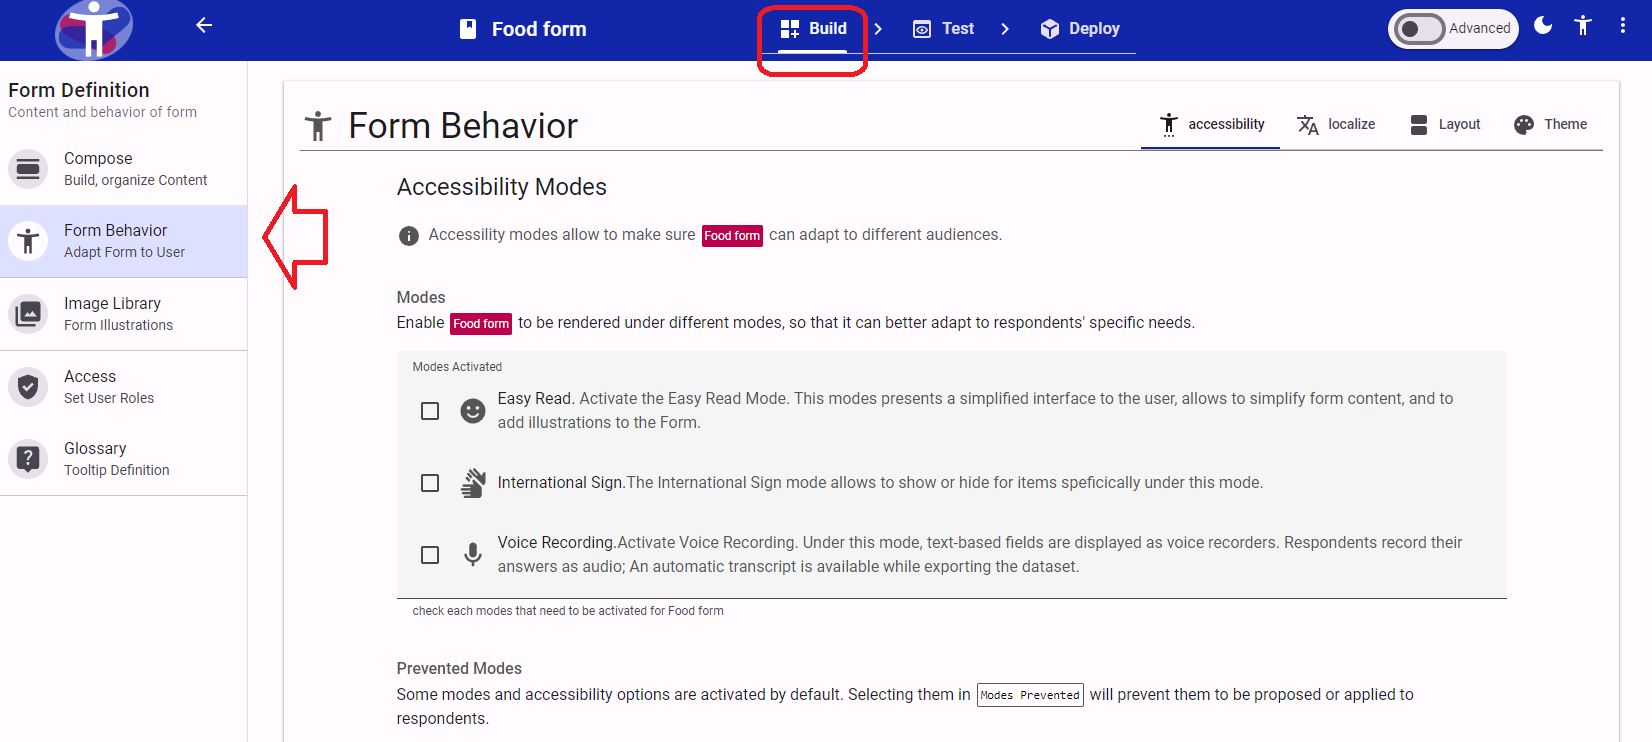 Food form
Build
Test
Deploy
Advanced
Form Definition
Content and behavior of form
Compose
Build, organize Content
Form Behavior
Adapt Form to User
Image Library
Form Illustrations
Access
Set User Roles
Glossary
Tooltip Definition
Form Behavior
accessibility
localize
Layout
Theme
Accessibility Modes
Accessility modes allow to make sure Food form can adapt to different audiences.
Modes
Enable Food form to be rendered under different modes, so that it can better adapt to respondents' specific needs.
Modes Activated
Easy Read. Activate the Easy Read Mode. This modes presents a simplified interface to the user, allows to simplify form content, and to
add illustrations to the Form.
International Sign.The International Sign mode allows to show or hide for items speficically under this mode.
Voice Recording.Activate Voice Recording. Under this mode, text-based fields are displayed as voice recorders. Respondents record their
answers as audio; An automatic transcript is available while exporting the dataset.
check each modes that need to be activated for Food form
Prevented Modes
Some modes and accessibility options are activated by default. Selecting them in Modes Prevented will prevent them to be proposed or applied to
respondents.